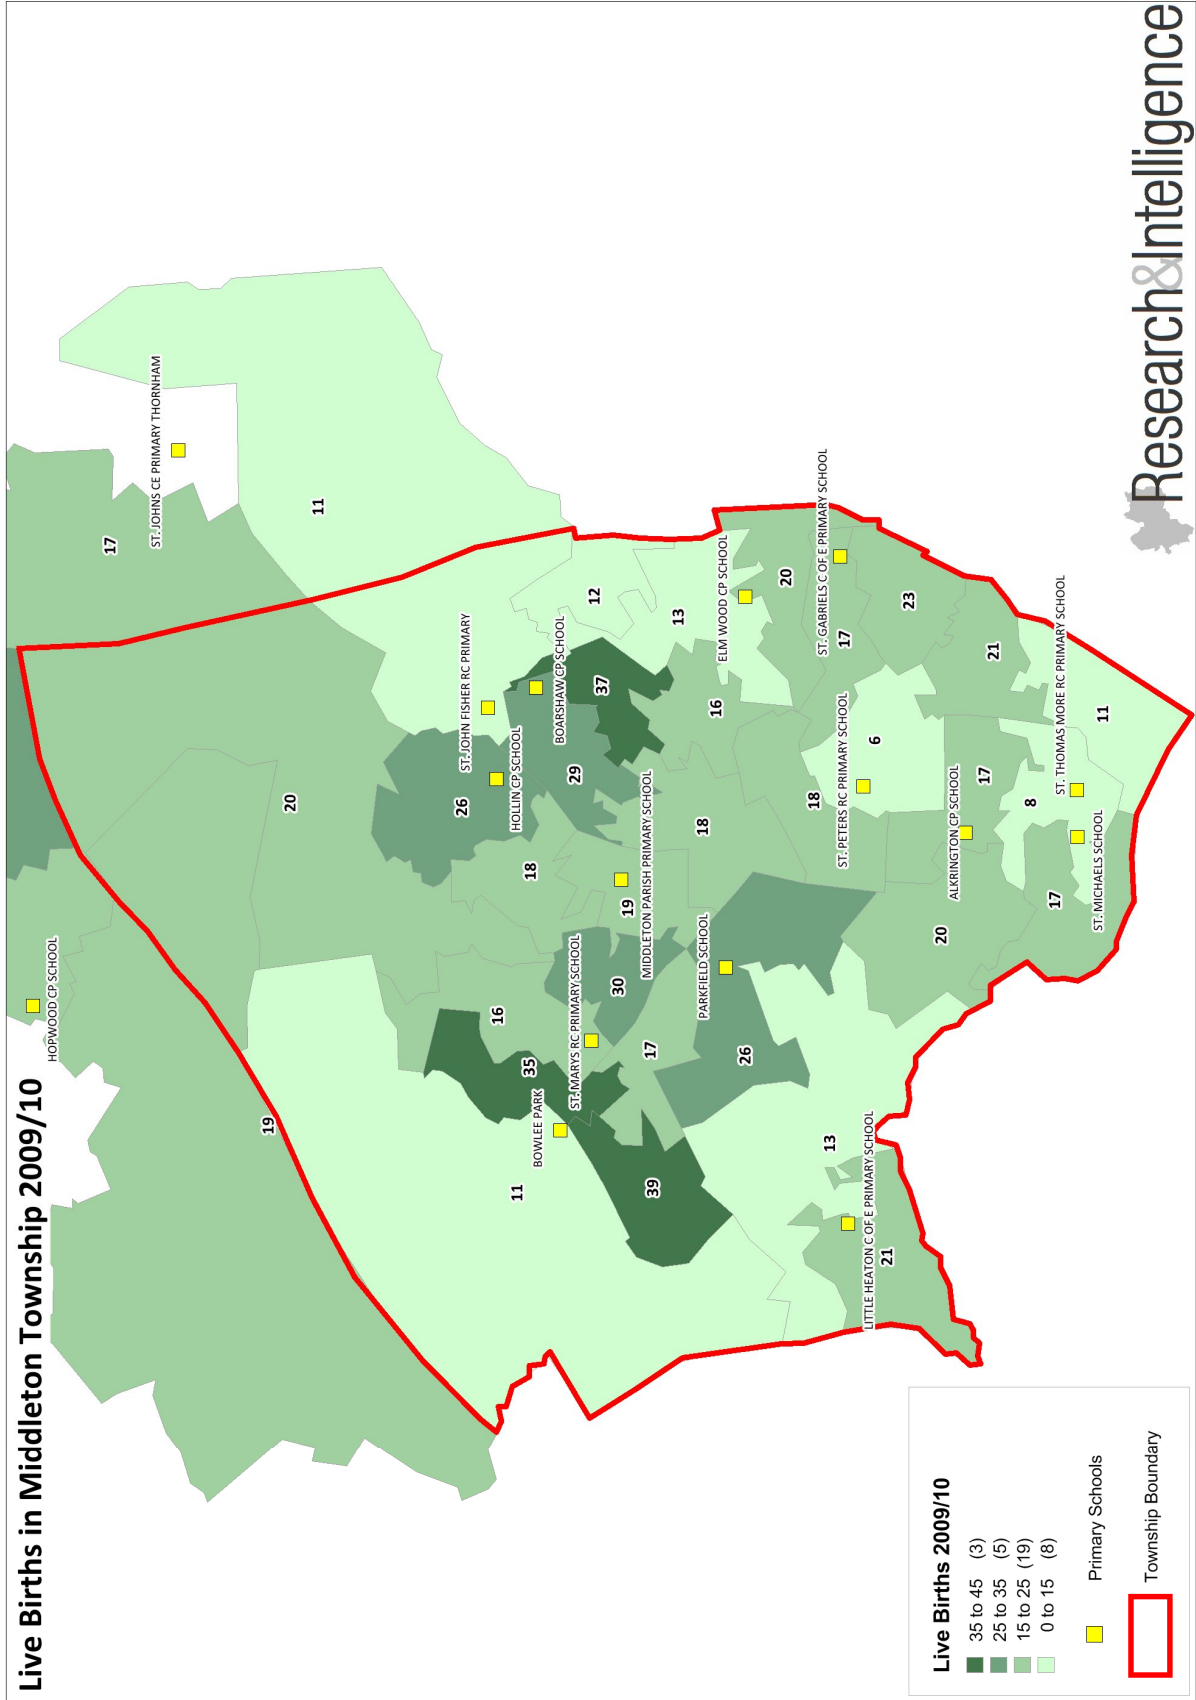 Live Births in Middleton Township 2009/10
HOPWOOD CP SCHOOL
17
ST. JOHNS CE PRIMARY THORNHAM
19
20
11
ST. JOHN FISHER RC PRIMARY
26
HOLLIN CP SCHOOL
BOARSHAW CP SCHOOL
16
35
18
29
37
12
BOWLEE PARK
11
ST. MARYS RC PRIMARY SCHOOL
30
19
MIDDLETON PARISH PRIMARY SCHOOL
39
17
13
18
16
ELM WOOD CP SCHOOL
PARKFIELD SCHOOL
26
20
18
ST. GABRIELS C OF E PRIMARY SCHOOL
17
13
ST. PETERS RC PRIMARY SCHOOL
6
LITTLE HEATON C OF E PRIMARY SCHOOL
21
23
20
ALKRINGTON CP SCHOOL
17
21
8
17
ST. THOMAS MORE RC PRIMARY SCHOOL
11
ST. MICHAELS SCHOOL
Live Births 2009/10
35 to 45 (3)
25 to 35 (5)
15 to 25 (19)
0 to 15 (8)
Primary Schools
Township Boundary
Research&Intelligence